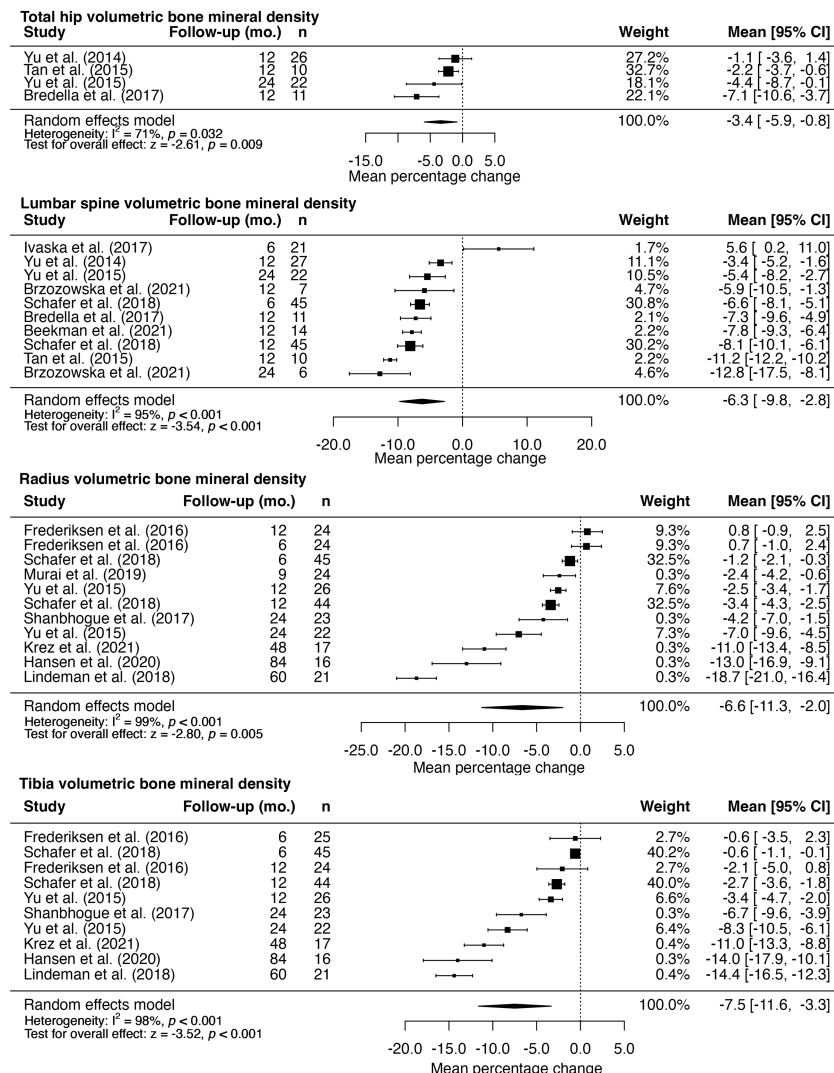 Total hip volumetric bone mineral density
Study Follow-up (mo.) n Weight Mean [95% CI]
Yu et al. (2014) 12 26 27.2% -1.1 [ -3.6, 1.4]
Tan et al. (2015) 12 10 32.7% -2.2 [ -3.7, -0.6]
Yu et al. (2015) 24 22 18.1% -4.4 [ -8.7, -0.1]
Bredella et al. (2017) 12 11 22.1% -7.1 [-10.6, -3.7]
Random effects model 100.0% -3.4 [ -5.9, -0.8]
Heterogeneity: I² = 71%, p = 0.032
Test for overall effect: z = -2.61, p = 0.009
-15.0 -5.0 0.0 5.0
Mean percentage change
Lumbar spine volumetric bone mineral density
Study Follow-up (mo.) n Weight Mean [95% CI]
Ivaska et al. (2017) 6 21 1.7% 5.6 [ 0.2, 11.0]
Yu et al. (2014) 12 27 11.1% -3.4 [ -5.2, -1.6]
Yu et al. (2015) 24 22 10.5% -5.4 [ -8.2, -2.7]
Brzozowska et al. (2021) 12 7 4.7% -5.9 [-10.5, -1.3]
Schafer et al. (2018) 6 45 30.8% -6.6 [ -8.1, -5.1]
Bredella et al. (2017) 12 11 2.1% -7.3 [ -9.6, -4.9]
Beekman et al. (2021) 12 14 2.2% -7.8 [ -9.3, -6.4]
Schafer et al. (2018) 12 45 30.2% -8.1 [-10.1, -6.1]
Tan et al. (2015) 12 10 2.2% -11.2 [-12.2, -10.2]
Brzozowska et al. (2021) 24 6 4.6% -12.8 [-17.5, -8.1]
Random effects model 100.0% -6.3 [ -9.8, -2.8]
Heterogeneity: I² = 95%, p < 0.001
Test for overall effect: z = -3.54, p < 0.001
-20.0 -10.0 0.0 10.0 20.0
Mean percentage change
Radius volumetric bone mineral density
Study Follow-up (mo.) n Weight Mean [95% CI]
Frederiksen et al. (2016) 12 24 9.3% 0.8 [ -0.9, 2.5]
Frederiksen et al. (2016) 6 24 9.3% 0.7 [ -1.0, 2.4]
Schafer et al. (2018) 6 45 32.5% -1.2 [ -2.1, -0.3]
Murai et al. (2019) 9 24 0.3% -2.4 [ -4.2, -0.6]
Yu et al. (2015) 12 26 7.6% -2.5 [ -3.4, -1.7]
Schafer et al. (2018) 12 44 32.5% -3.4 [ -4.3, -2.5]
Shanbhogue et al. (2017) 24 23 0.3% -4.2 [ -7.0, -1.5]
Yu et al. (2015) 24 22 7.3% -7.0 [ -9.6, -4.5]
Krez et al. (2021) 48 17 0.3% -11.0 [-13.4, -8.5]
Hansen et al. (2020) 84 16 0.3% -13.0 [-16.9, -9.1]
Lindeman et al. (2018) 60 21 0.3% -18.7 [-21.0, -16.4]
Random effects model 100.0% -6.6 [-11.3, -2.0]
Heterogeneity: I² = 99%, p < 0.001
Test for overall effect: z = -2.80, p = 0.005
-25.0 -20.0 -15.0 -10.0 -5.0 0.0 5.0
Mean percentage change
Tibia volumetric bone mineral density
Study Follow-up (mo.) n Weight Mean [95% CI]
Frederiksen et al. (2016) 6 25 2.7% -0.6 [ -3.5, 2.3]
Schafer et al. (2018) 6 45 40.2% -0.6 [ -1.1, -0.1]
Frederiksen et al. (2016) 12 24 2.7% -2.1 [ -5.0, 0.8]
Schafer et al. (2018) 12 44 40.0% -2.7 [ -3.6, -1.8]
Yu et al. (2015) 12 26 6.6% -3.4 [ -4.7, -2.0]
Shanbhogue et al. (2017) 24 23 0.3% -6.7 [ -9.6, -3.9]
Yu et al. (2015) 24 22 6.4% -8.3 [-10.5, -6.1]
Krez et al. (2021) 48 17 0.4% -11.0 [-13.3, -8.8]
Hansen et al. (2020) 84 16 0.3% -14.0 [-17.9, -10.1]
Lindeman et al. (2018) 60 21 0.4% -14.4 [-16.5, -12.3]
Random effects model 100.0% -7.5 [-11.6, -3.3]
Heterogeneity: I² = 98%, p < 0.001
Test for overall effect: z = -3.52, p < 0.001
-20.0 -15.0 -10.0 -5.0 0.0 5.0
Mean percentage change